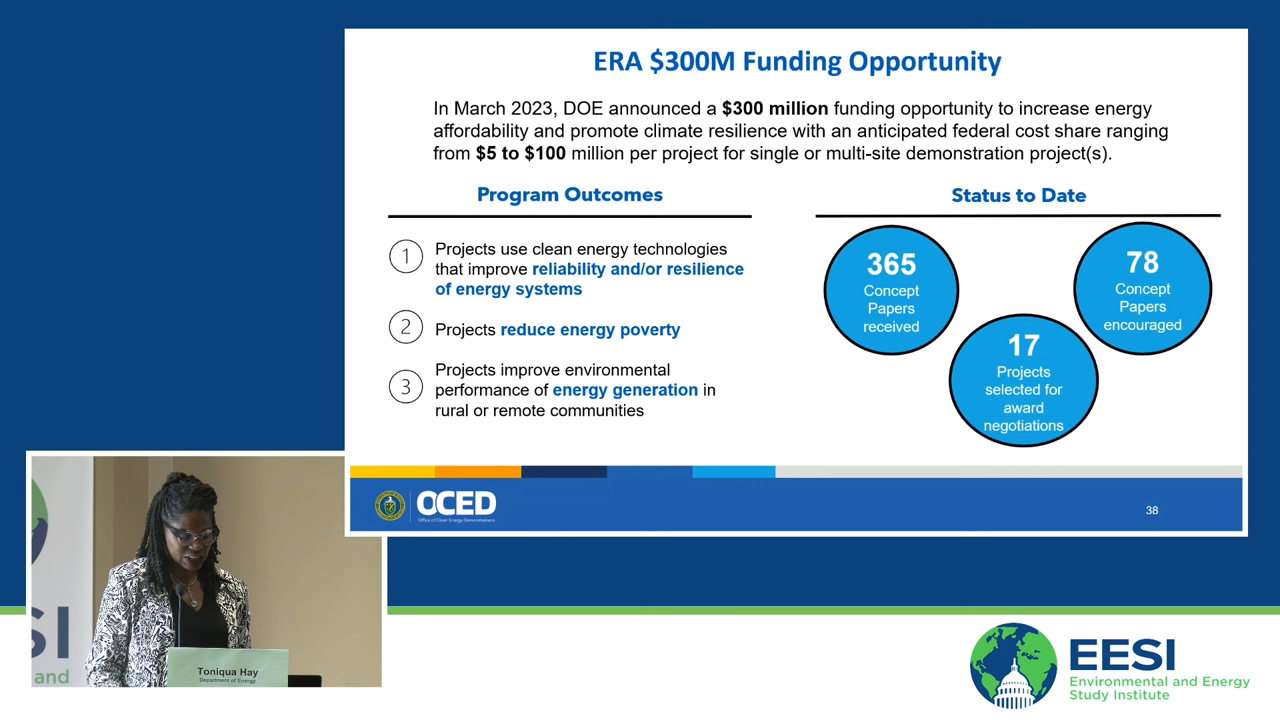 ERA $300M Funding Opportunity
In March 2023, DOE announced a $300 million funding opportunity to increase energy
affordability and promote climate resilience with an anticipated federal cost share ranging
from $5 to $100 million per project for single or multi-site demonstration project(s).
Program Outcomes
1
Projects use clean energy technologies
that improve reliability and/or resilience
of energy systems
2
Projects reduce energy poverty
3
Projects improve environmental
performance of energy generation in
rural or remote communities
Status to Date
365
Concept
Papers
received
78
Concept
Papers
encouraged
17
Projects
selected for
award
negotiations
OCED
Office of Clean Energy Demonstrations
38
SI
and
Toniqua Hay
Department of Energy
EESI
Environmental and Energy
Study Institute